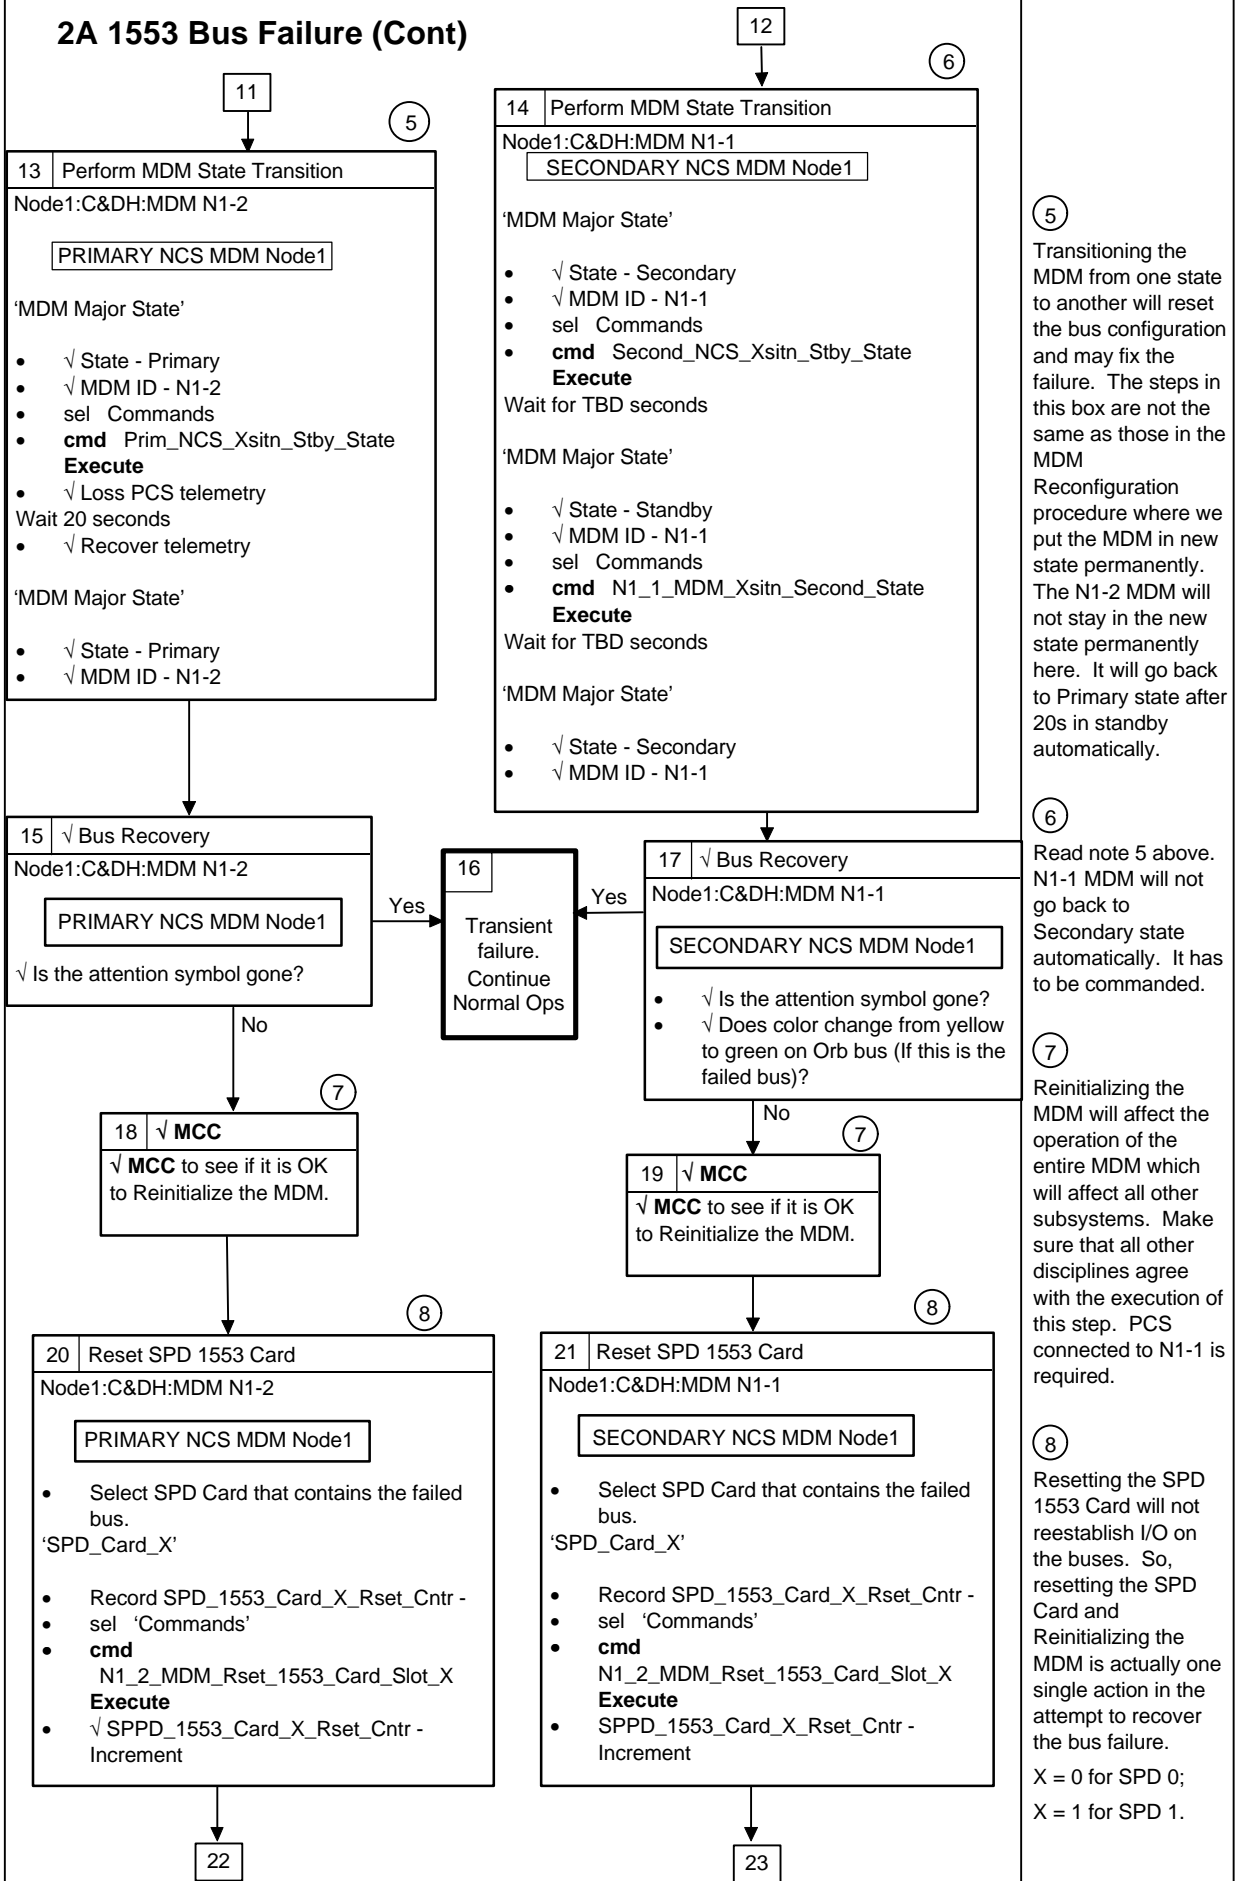 2A 1553 Bus Failure (Cont)
11
5
13 Perform MDM State Transition
Node1:C&DH:MDM N1-2
PRIMARY NCS MDM Node1
‘MDM Major State’
• √ State - Primary
• √ MDM ID - N1-2
• sel Commands
• cmd Prim_NCS_Xsitn_Stby_State
Execute
• √ Loss PCS telemetry
Wait 20 seconds
• √ Recover telemetry
‘MDM Major State’
• √ State - Primary
• √ MDM ID - N1-2
12
6
14 Perform MDM State Transition
Node1:C&DH:MDM N1-1
SECONDARY NCS MDM Node1
‘MDM Major State’
• √ State - Secondary
• √ MDM ID - N1-1
• sel Commands
• cmd Second_NCS_Xsitn_Stby_State
Execute
Wait for TBD seconds
‘MDM Major State’
• √ State - Standby
• √ MDM ID - N1-1
• sel Commands
• cmd N1_1_MDM_Xsitn_Second_State
Execute
Wait for TBD seconds
‘MDM Major State’
• √ State - Secondary
• √ MDM ID - N1-1
15 √ Bus Recovery
Node1:C&DH:MDM N1-2
PRIMARY NCS MDM Node1
√ Is the attention symbol gone?
Yes
No
16
Transient
failure.
Continue
Normal Ops
Yes
17 √ Bus Recovery
Node1:C&DH:MDM N1-1
SECONDARY NCS MDM Node1
• √ Is the attention symbol gone?
• √ Does color change from yellow
to green on Orb bus (If this is the
failed bus)?
No
7
18 √ MCC
√ MCC to see if it is OK
to Reinitialize the MDM.
7
19 √ MCC
√ MCC to see if it is OK
to Reinitialize the MDM.
8
20 Reset SPD 1553 Card
Node1:C&DH:MDM N1-2
PRIMARY NCS MDM Node1
• Select SPD Card that contains the failed
bus.
‘SPD_Card_X’
• Record SPD_1553_Card_X_Rset_Cntr -
• sel ‘Commands’
• cmd
N1_2_MDM_Rset_1553_Card_Slot_X
Execute
• √ SPPD_1553_Card_X_Rset_Cntr -
Increment
22
8
21 Reset SPD 1553 Card
Node1:C&DH:MDM N1-1
SECONDARY NCS MDM Node1
• Select SPD Card that contains the failed
bus.
‘SPD_Card_X’
• Record SPD_1553_Card_X_Rset_Cntr -
• sel ‘Commands’
• cmd
N1_2_MDM_Rset_1553_Card_Slot_X
Execute
• SPPD_1553_Card_X_Rset_Cntr -
Increment
23
5
Transitioning the
MDM from one state
to another will reset
the bus configuration
and may fix the
failure. The steps in
this box are not the
same as those in the
MDM
Reconfiguration
procedure where we
put the MDM in new
state permanently.
The N1-2 MDM will
not stay in the new
state permanently
here. It will go back
to Primary state after
20s in standby
automatically.
6
Read note 5 above.
N1-1 MDM will not
go back to
Secondary state
automatically. It has
to be commanded.
7
Reinitializing the
MDM will affect the
operation of the
entire MDM which
will affect all other
subsystems. Make
sure that all other
disciplines agree
with the execution of
this step. PCS
connected to N1-1 is
required.
8
Resetting the SPD
1553 Card will not
reestablish I/O on
the buses. So,
resetting the SPD
Card and
Reinitializing the
MDM is actually one
single action in the
attempt to recover
the bus failure.
X = 0 for SPD 0;
X = 1 for SPD 1.